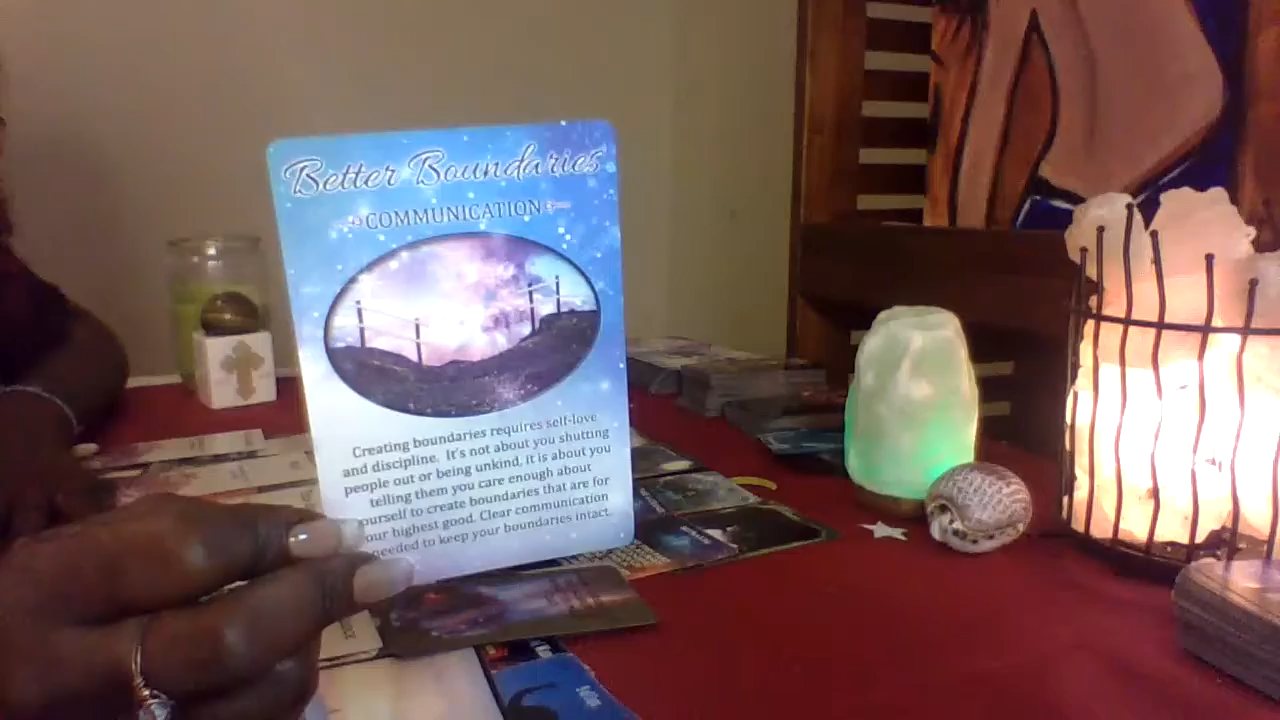 Better Boundaries
COMMUNICATION
Creating boundaries requires self-love
and discipline. It's not about you shutting
people out or being unkind, it is about you
telling them you care enough about
ourself to create boundaries that are for
our highest good. Clear communication
needed to keep your boundaries intact.